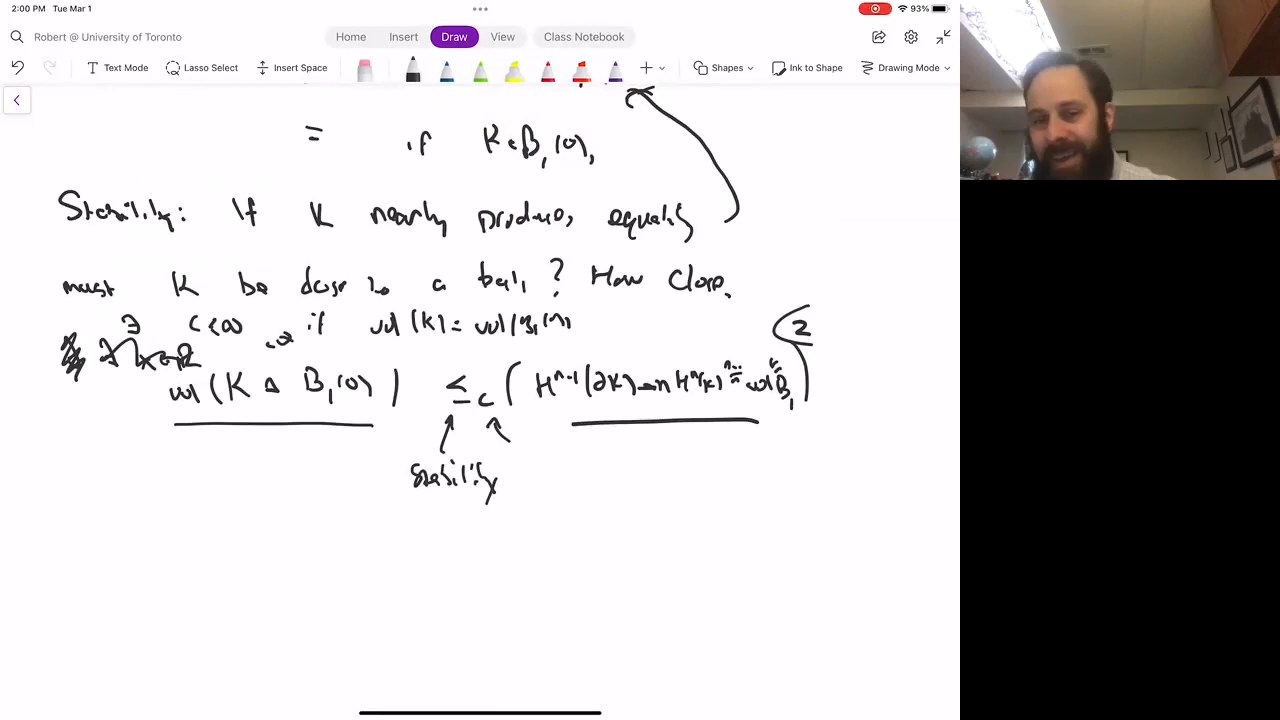 2:00 PM Tue Mar 1
93%
Robert @ University of Toronto
Home Insert Draw View Class Notebook
Text Mode Lasso Select Insert Space Shapes Ink to Shape Drawing Mode
= if K = B₁(0),
Stability: If K nearly produces equality
must K be close to a ball? How close.
∃ C<∞ if vol(K) = vol(B₁(0))
2
vol(K Δ B₁(0)) ≤ C (Hⁿ⁻¹(∂K) - n Hⁿ(K) vol B₁)
Stability